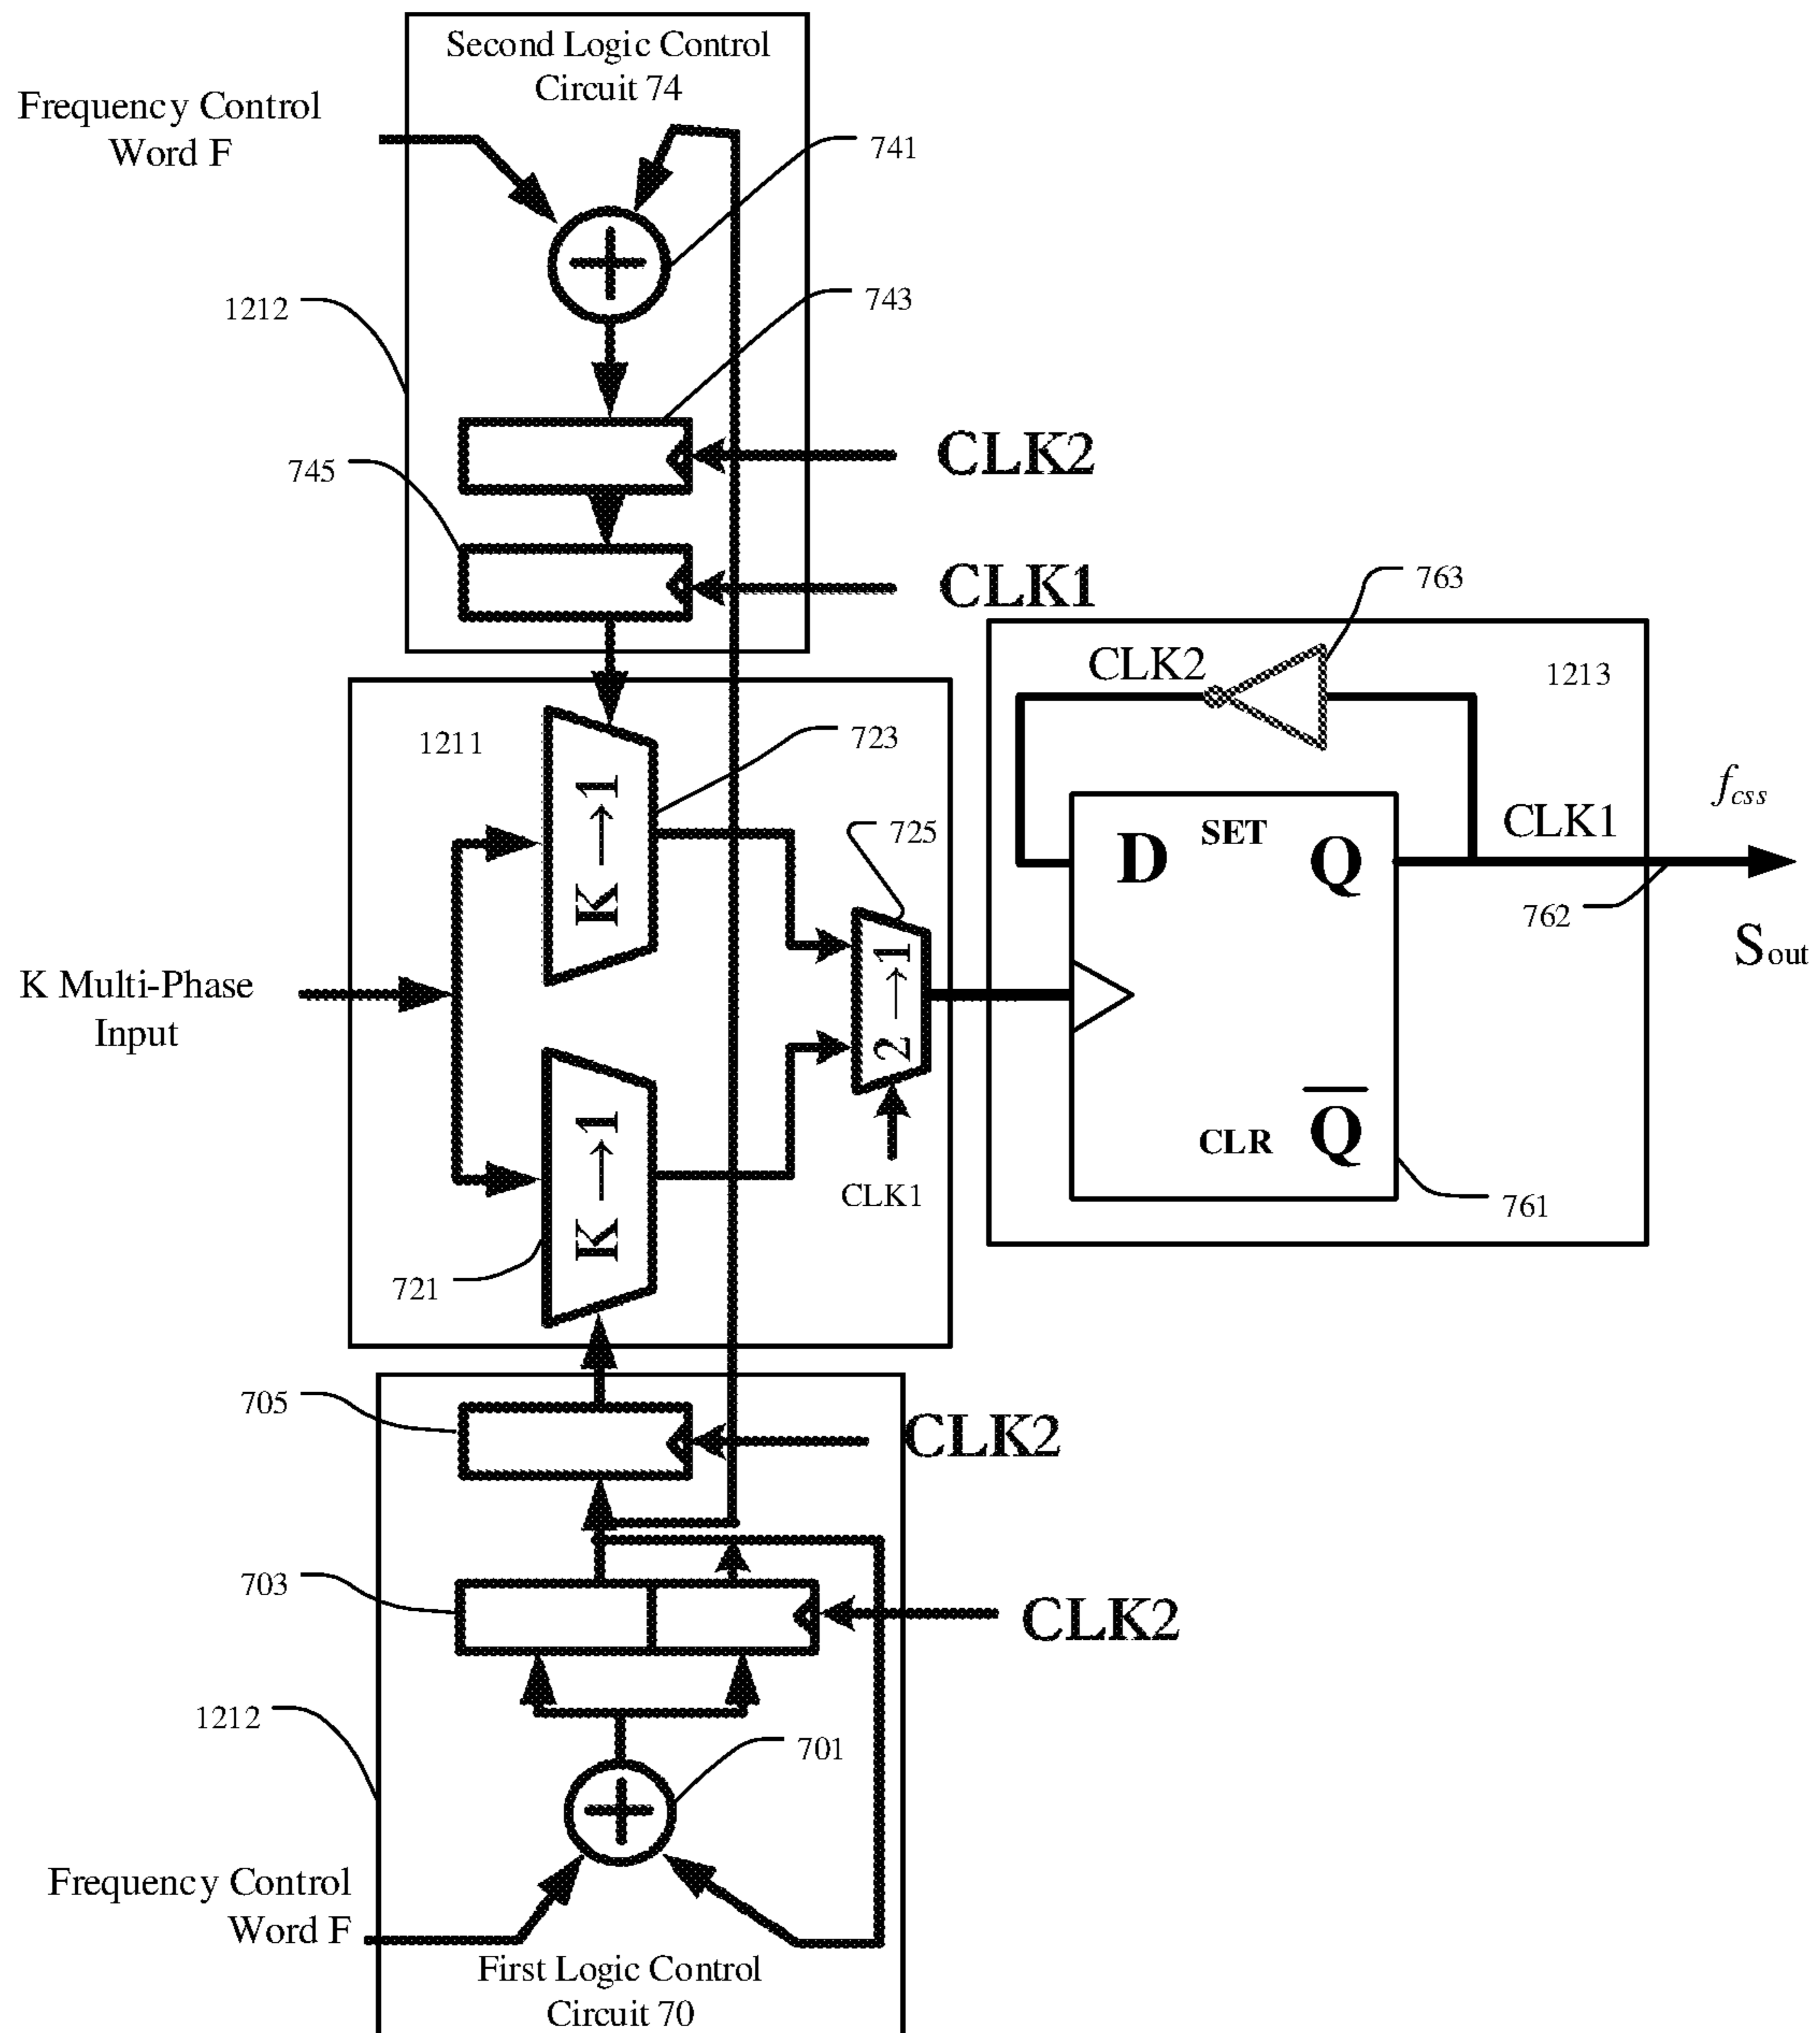 Second Logic Control
Circuit 74
Frequency Control
Word F
741
743
1212
CLK2
745
CLK1
763
CLK2
1213
1211
723
K→1
725
SET
D
Q
CLK1
f_css
762
S_out
K Multi-Phase
Input
2→1
K→1
CLR
Q̅
CLK1
761
721
705
CLK2
703
CLK2
1212
701
Frequency Control
Word F
First Logic Control
Circuit 70